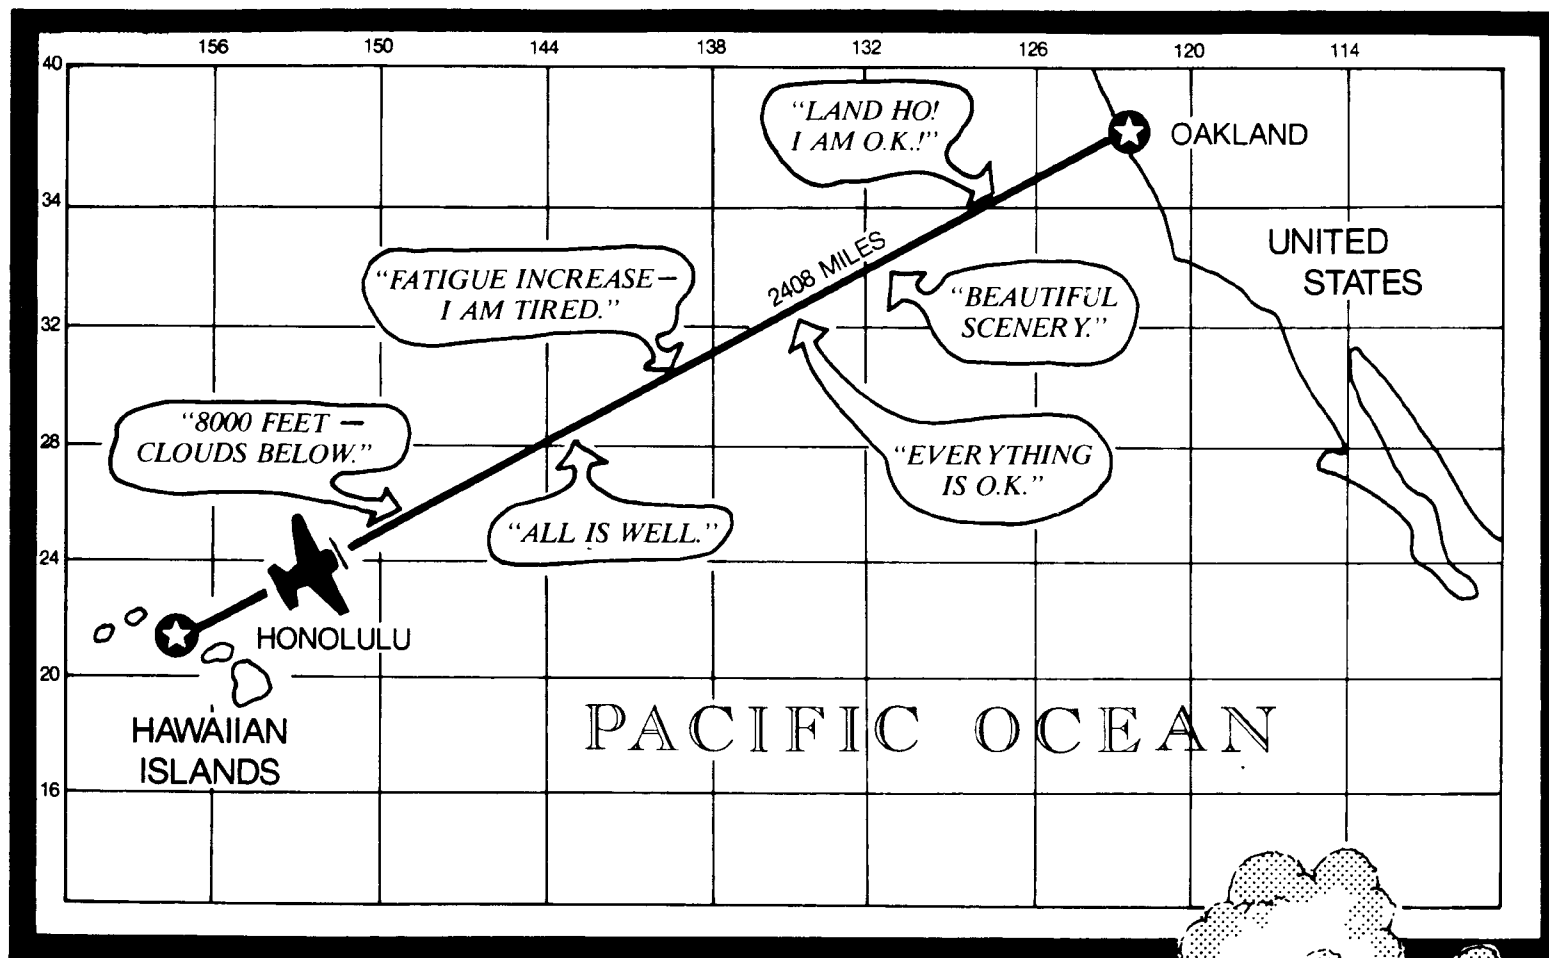 156 150 144 138 132 126 120 114
40
"LAND HO!
I AM O.K.!"
OAKLAND
34
UNITED
STATES
2408 MILES
"FATIGUE INCREASE—
I AM TIRED."
"BEAUTIFUL
SCENERY."
32
"8000 FEET —
CLOUDS BELOW."
28
"EVERYTHING
IS O.K."
"ALL IS WELL."
24
HONOLULU
20
HAWAIIAN
ISLANDS
PACIFIC OCEAN
16